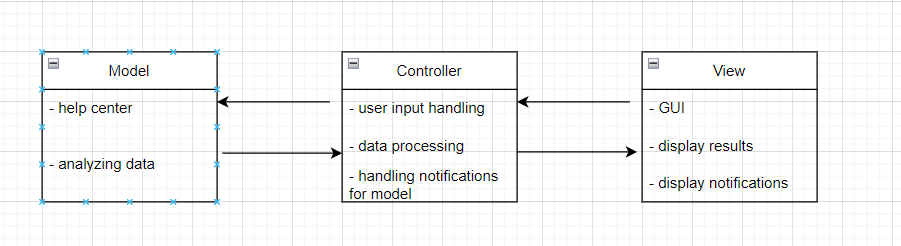 Model
- help center
- analyzing data
Controller
- user input handling
- data processing
- handling notifications
for model
View
- GUI
- display results
- display notifications